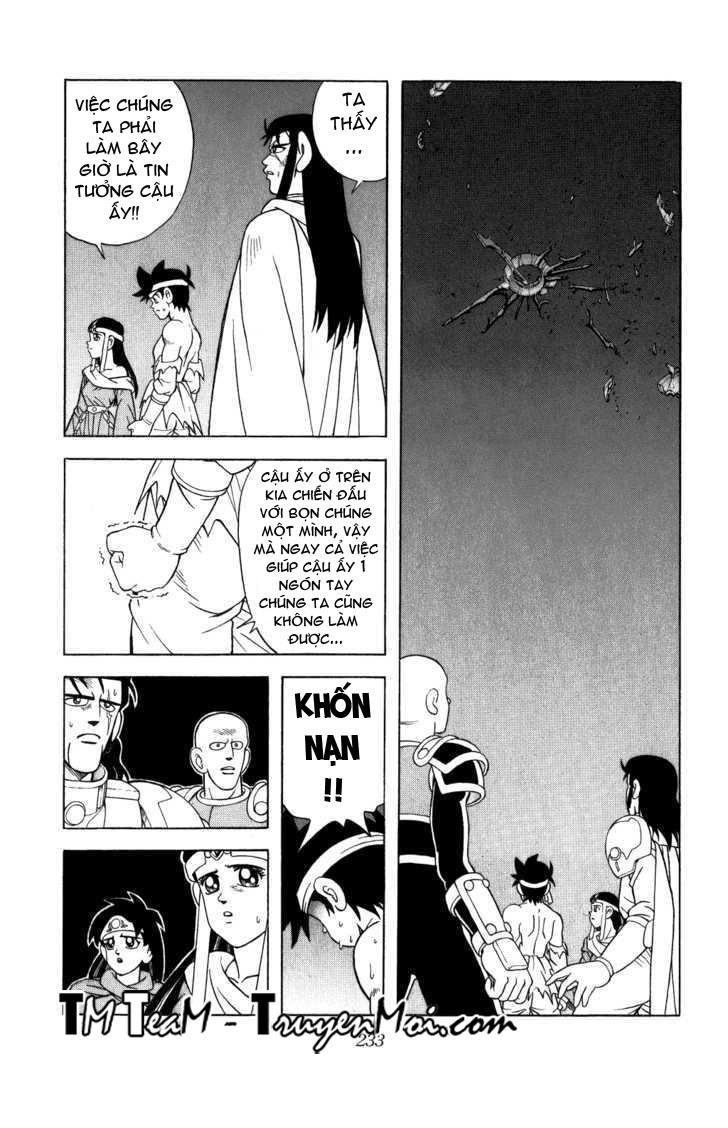 TA
THẤY
...
VIỆC CHÚNG
TA PHẢI
LÀM BÂY
GIỜ LÀ TIN
TƯỞNG CẬU
ẤY!!
CẬU ẤY Ở TRÊN
KIA CHIẾN ĐẤU
VỚI BỌN CHÚNG
MỘT MÌNH, VẬY
MÀ NGAY CẢ VIỆC
GIÚP CẬU ẤY 1
NGÓN TAY
CHÚNG TA CŨNG
KHÔNG LÀM
ĐƯỢC...
KHỐN
NẠN
!!
TM TEAM - TRUYENMOI.COM
233